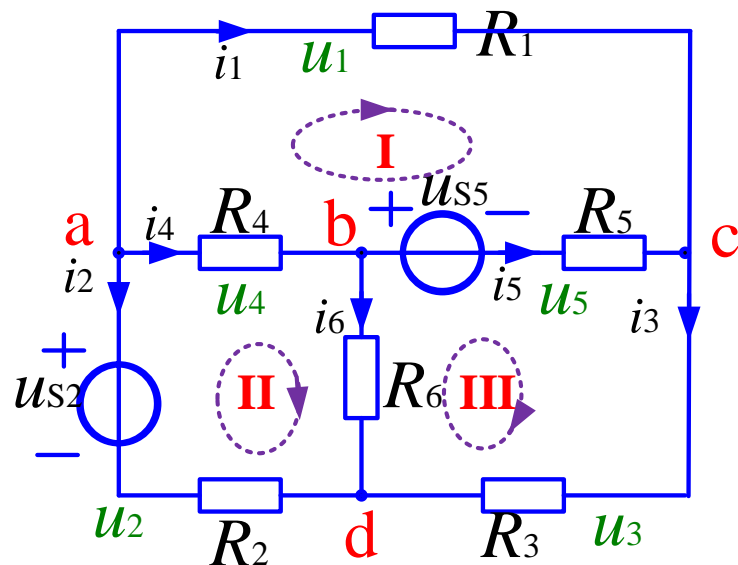 i1 u1 R1
I
a i4 R4 b + uS5 − R5 c
i2 u4 i6 i5 u5 i3
+
uS2 II R6 III
−
u2 R2 d R3 u3